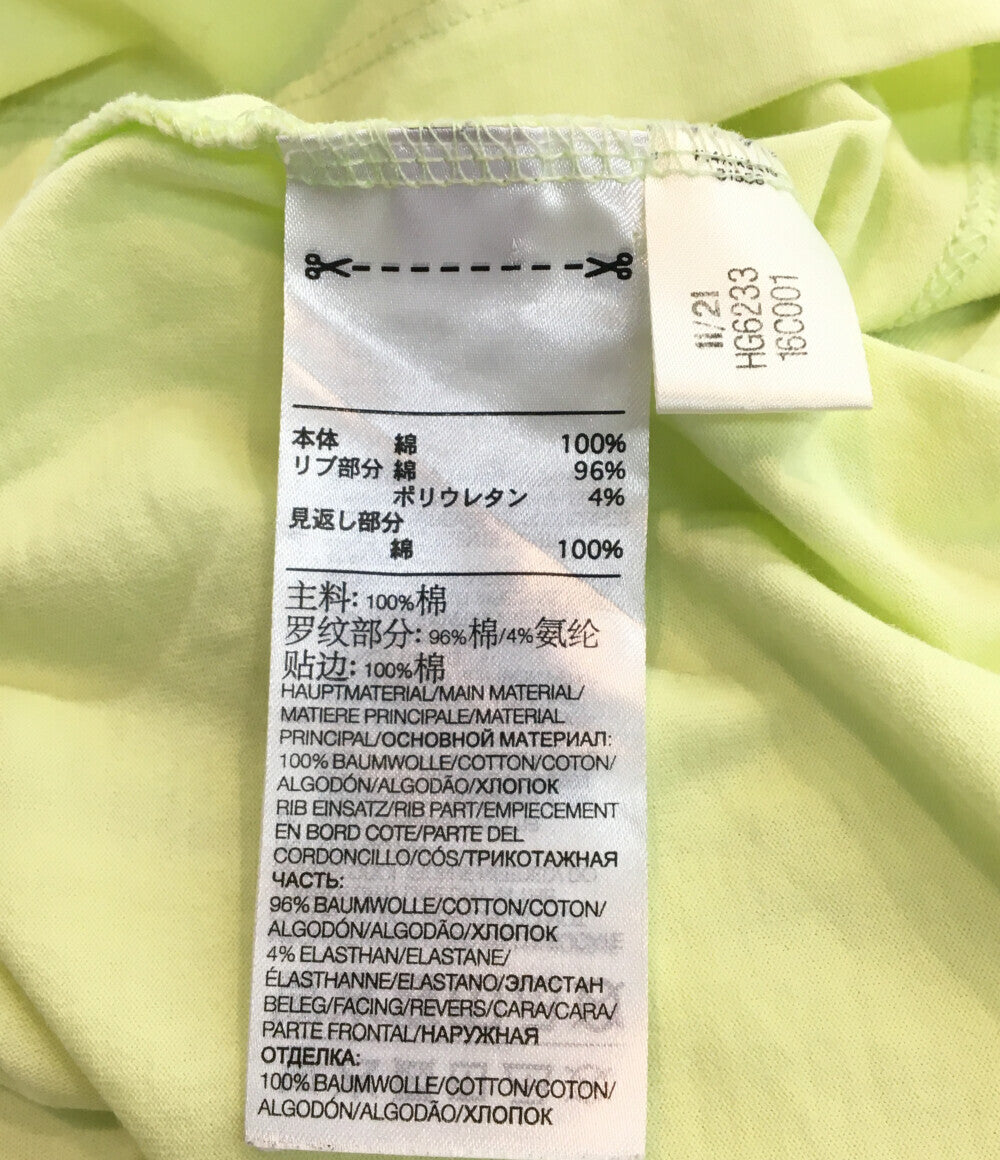 本体 綿 100%
リブ部分 綿 96%
ポリウレタン 4%
見返し部分
綿 100%
主料: 100%棉
罗纹部分: 96%棉/4%氨纶
贴边: 100%棉
HAUPTMATERIAL/MAIN MATERIAL/
MATIERE PRINCIPALE/MATERIAL
PRINCIPAL/ОСНОВНОЙ МАТЕРИАЛ:
100% BAUMWOLLE/COTTON/COTON/
ALGODÓN/ALGODÃO/ХЛОПОК
RIB EINSATZ/RIB PART/EMPIECEMENT
EN BORD COTE/PARTE DEL
CORDONCILLO/CÓS/ТРИКОТАЖНАЯ
ЧАСТЬ:
96% BAUMWOLLE/COTTON/COTON/
ALGODÓN/ALGODÃO/ХЛОПОК
4% ELASTHAN/ELASTANE/
ÉLASTHANNE/ELASTANO/ЭЛАСТАН
BELEG/FACING/REVERS/CARA/CARA/
PARTE FRONTAL/НАРУЖНАЯ
ОТДЕЛКА:
100% BAUMWOLLE/COTTON/COTON/
ALGODÓN/ALGODÃO/ХЛОПОК
11/21
HG6233
16C001